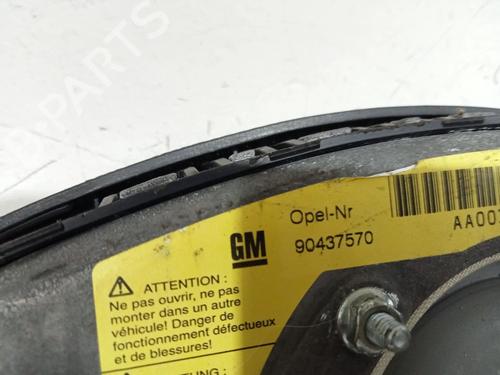 GM
Opel-Nr
90437570
AA00
ATTENTION :
Ne pas ouvrir, ne pas
monter dans un autre
véhicule! Danger de
fonctionnement défectueux
et de blessures!